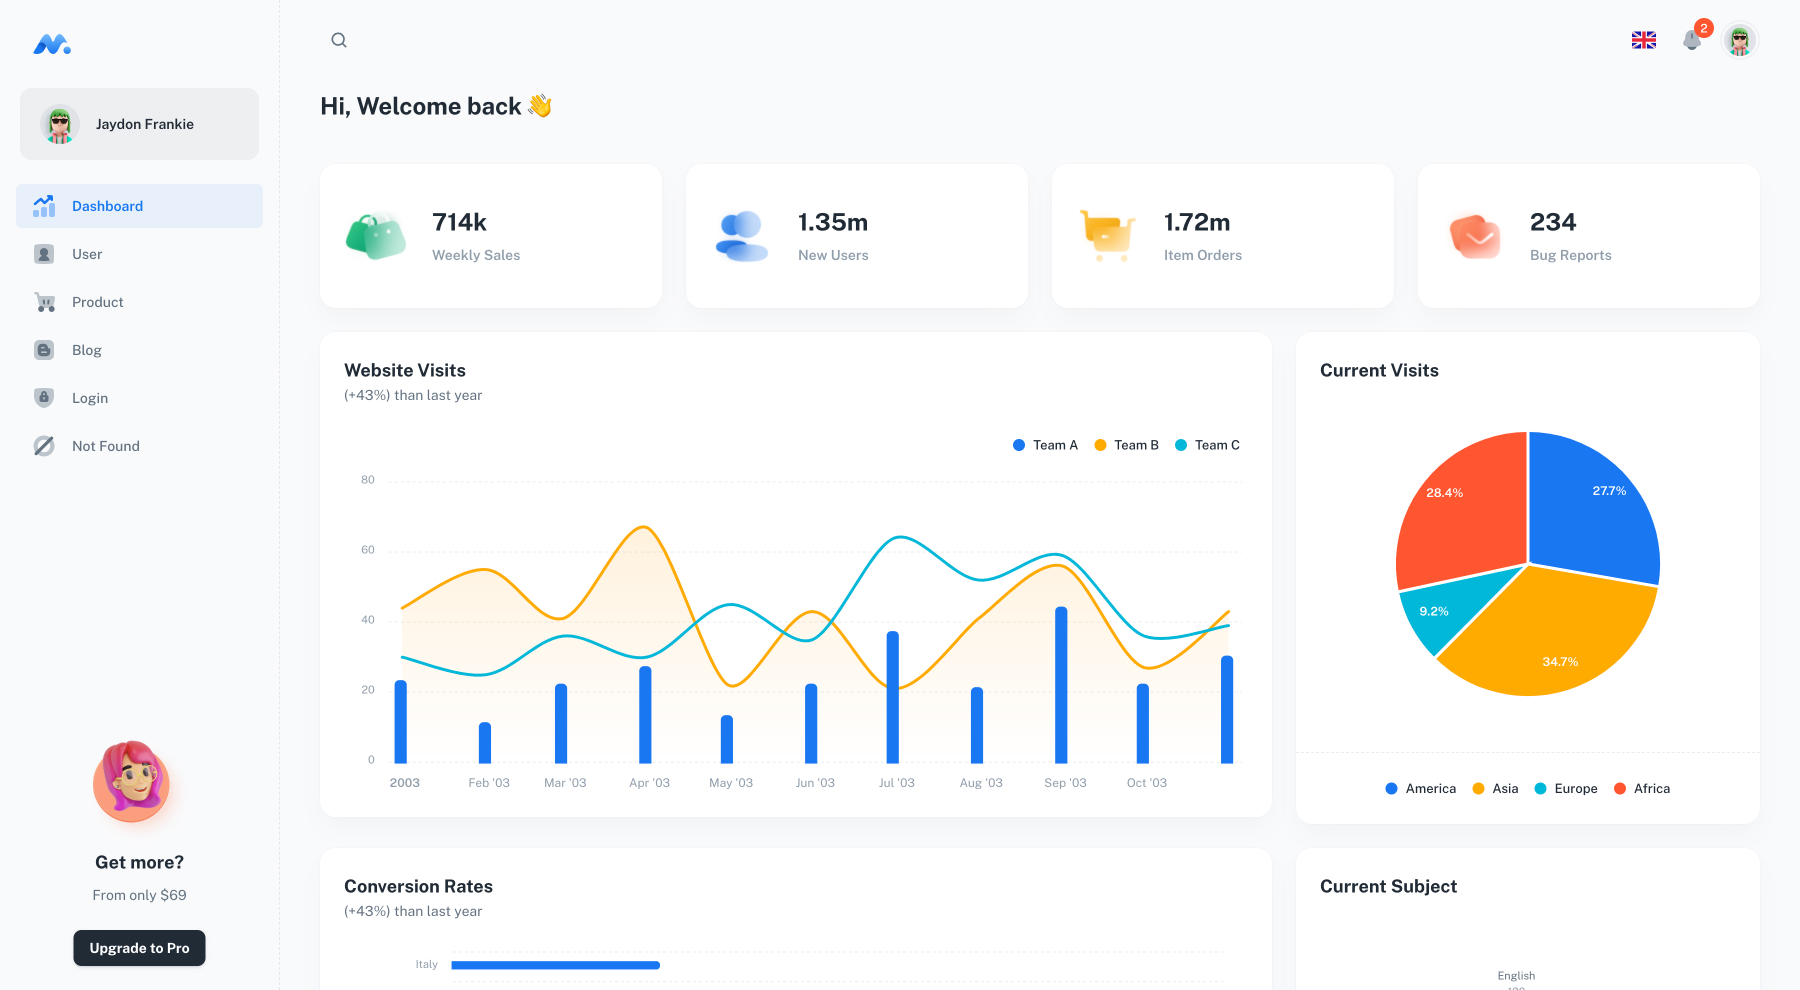 2
Jaydon Frankie
Dashboard
User
Product
Blog
Login
Not Found
Get more?
From only $69
Upgrade to Pro
Hi, Welcome back 👋
714k
Weekly Sales
1.35m
New Users
1.72m
Item Orders
234
Bug Reports
Website Visits
(+43%) than last year
Team A Team B Team C
80
60
40
20
0
2003 Feb '03 Mar '03 Apr '03 May '03 Jun '03 Jul '03 Aug '03 Sep '03 Oct '03
Current Visits
28.4%
27.7%
9.2%
34.7%
America Asia Europe Africa
Conversion Rates
(+43%) than last year
Italy
Current Subject
English